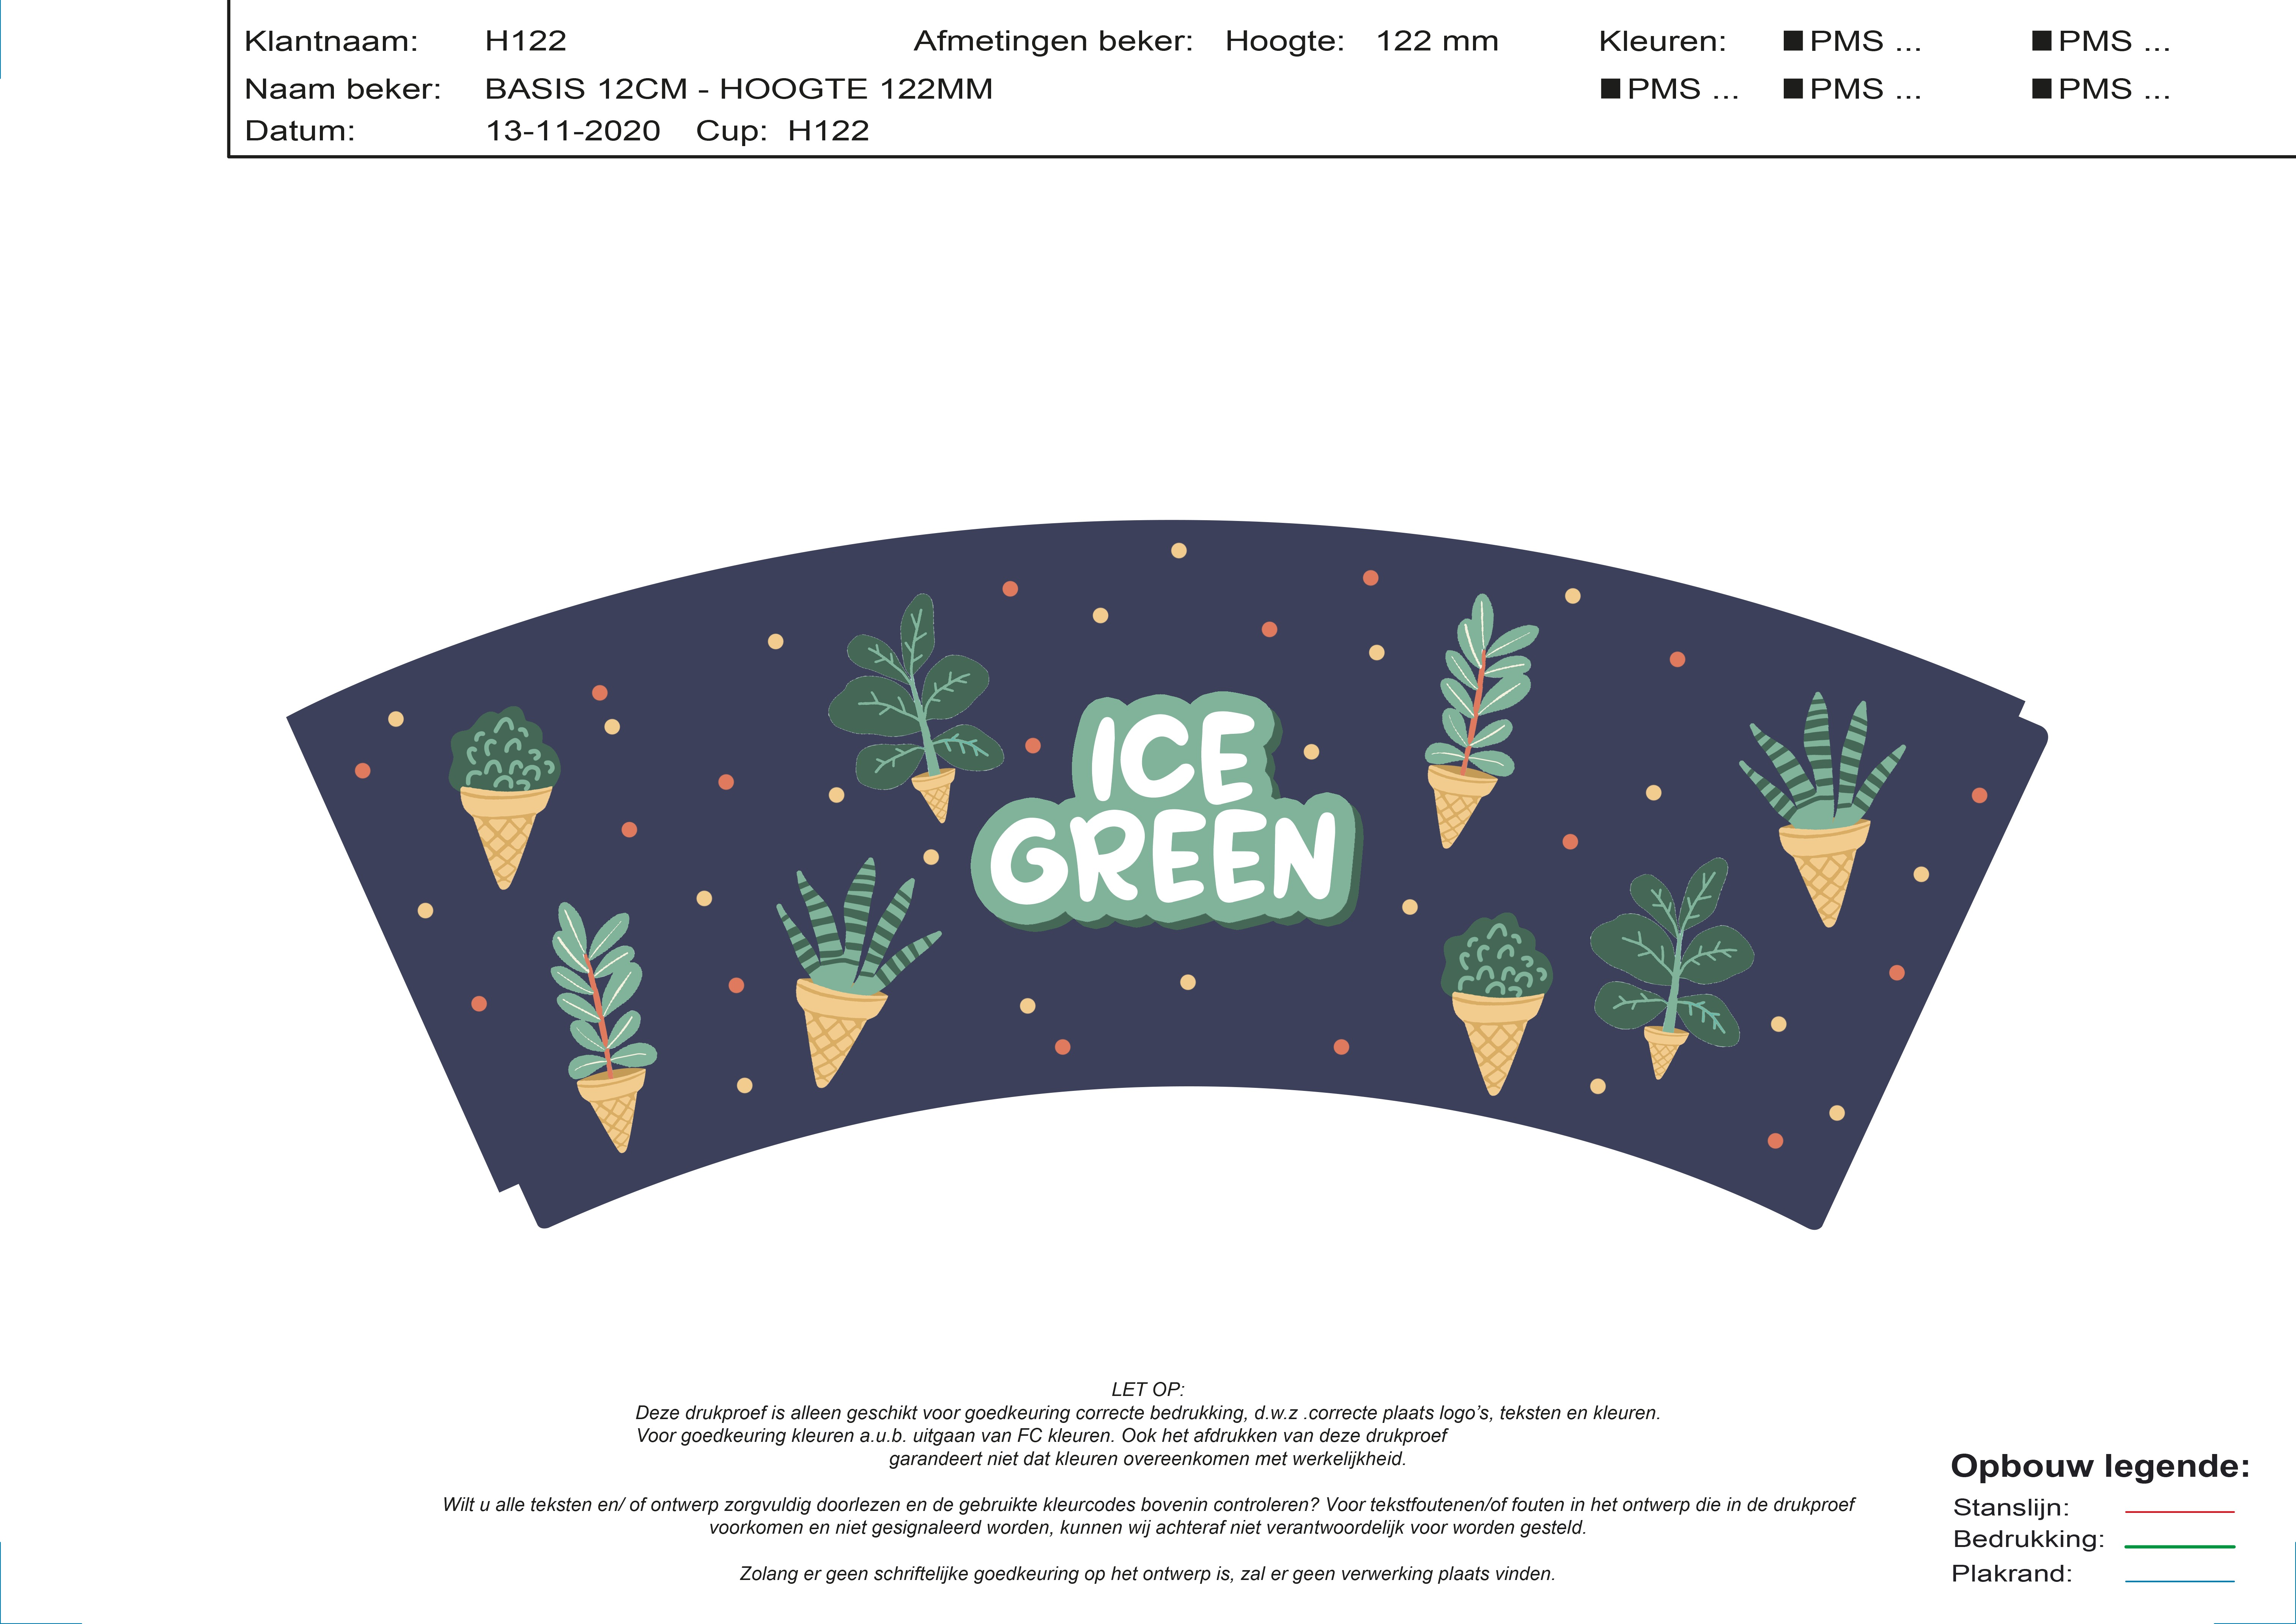 Klantnaam: H122 Afmetingen beker: Hoogte: 122 mm Kleuren: PMS ... PMS ...
Naam beker: BASIS 12CM - HOOGTE 122MM PMS ... PMS ... PMS ...
Datum: 13-11-2020 Cup: H122
ICE
GREEN
LET OP:
Deze drukproef is alleen geschikt voor goedkeuring correcte bedrukking, d.w.z .correcte plaats logo's, teksten en kleuren.
Voor goedkeuring kleuren a.u.b. uitgaan van FC kleuren. Ook het afdrukken van deze drukproef
garandeert niet dat kleuren overeenkomen met werkelijkheid.
Wilt u alle teksten en/ of ontwerp zorgvuldig doorlezen en de gebruikte kleurcodes bovenin controleren? Voor tekstfoutenen/of fouten in het ontwerp die in de drukproef
voorkomen en niet gesignaleerd worden, kunnen wij achteraf niet verantwoordelijk voor worden gesteld.
Zolang er geen schriftelijke goedkeuring op het ontwerp is, zal er geen verwerking plaats vinden.
Opbouw legende:
Stanslijn:
Bedrukking:
Plakrand: